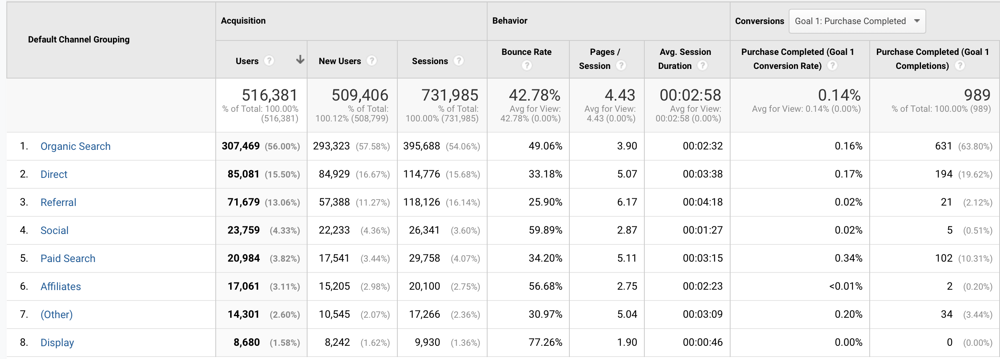 Default Channel Grouping
Acquisition
Behavior
Conversions Goal 1: Purchase Completed
Users ?
New Users ?
Sessions ?
Bounce Rate
?
Pages /
Session ?
Avg. Session
Duration ?
Purchase Completed (Goal 1
Conversion Rate) ?
Purchase Completed (Goal 1
Completions) ?
516,381
% of Total: 100.00%
(516,381)
509,406
% of Total:
100.12% (508,799)
731,985
% of Total:
100.00% (731,985)
42.78%
Avg for View:
42.78% (0.00%)
4.43
Avg for View:
4.43 (0.00%)
00:02:58
Avg for View:
00:02:58 (0.00%)
0.14%
Avg for View: 0.14% (0.00%)
989
% of Total: 100.00% (989)
1. Organic Search 307,469 (56.00%) 293,323 (57.58%) 395,688 (54.06%) 49.06% 3.90 00:02:32 0.16% 631 (63.80%)
2. Direct 85,081 (15.50%) 84,929 (16.67%) 114,776 (15.68%) 33.18% 5.07 00:03:38 0.17% 194 (19.62%)
3. Referral 71,679 (13.06%) 57,388 (11.27%) 118,126 (16.14%) 25.90% 6.17 00:04:18 0.02% 21 (2.12%)
4. Social 23,759 (4.33%) 22,233 (4.36%) 26,341 (3.60%) 59.89% 2.87 00:01:27 0.02% 5 (0.51%)
5. Paid Search 20,984 (3.82%) 17,541 (3.44%) 29,758 (4.07%) 34.20% 5.11 00:03:15 0.34% 102 (10.31%)
6. Affiliates 17,061 (3.11%) 15,205 (2.98%) 20,100 (2.75%) 56.68% 2.75 00:02:23 <0.01% 2 (0.20%)
7. (Other) 14,301 (2.60%) 10,545 (2.07%) 17,266 (2.36%) 30.97% 5.04 00:03:09 0.20% 34 (3.44%)
8. Display 8,680 (1.58%) 8,242 (1.62%) 9,930 (1.36%) 77.26% 1.90 00:00:46 0.00% 0 (0.00%)